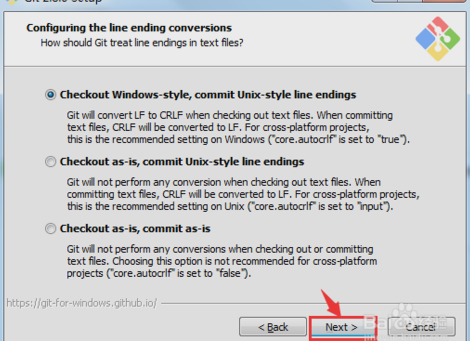 Configuring the line ending conversions
How should Git treat line endings in text files?
Checkout Windows-style, commit Unix-style line endings
Git will convert LF to CRLF when checking out text files. When committing
text files, CRLF will be converted to LF. For cross-platform projects,
this is the recommended setting on Windows ("core.autocrlf" is set to "true").
Checkout as-is, commit Unix-style line endings
Git will not perform any conversion when checking out text files. When
committing text files, CRLF will be converted to LF. For cross-platform projects,
this is the recommended setting on Unix ("core.autocrlf" is set to "input").
Checkout as-is, commit as-is
Git will not perform any conversions when checking out or committing
text files. Choosing this option is not recommended for cross-platform
projects ("core.autocrlf" is set to "false").
https://git-for-windows.github.io/
< Back Next > Cancel